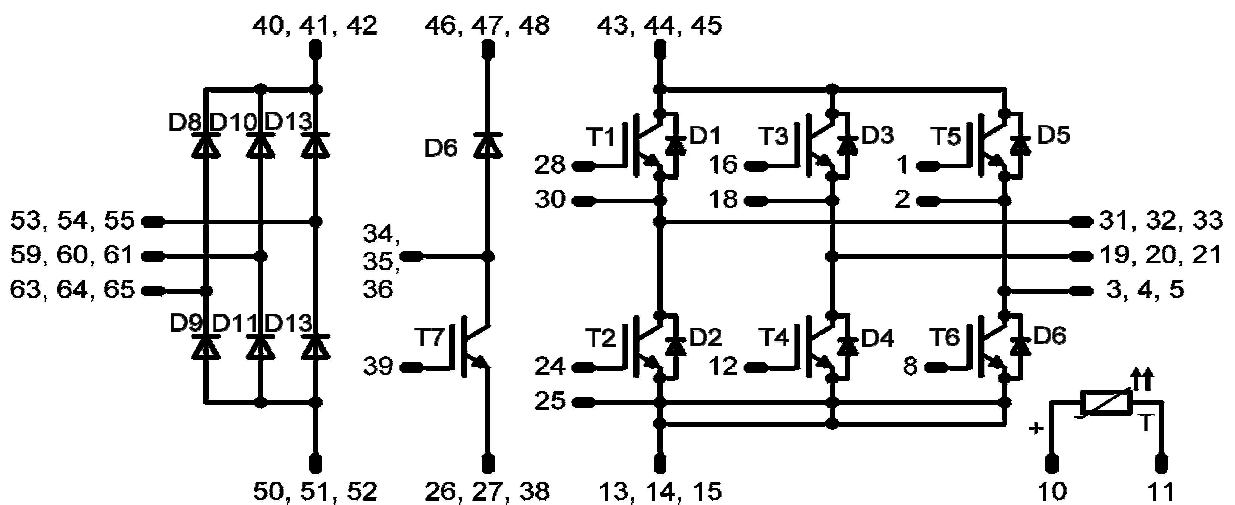 40, 41, 42 46, 47, 48 43, 44, 45
D8 D10 D13 D6 T1 D1 T3 D3 T5 D5
28 16 1
30 18 2
53, 54, 55 31, 32, 33
59, 60, 61 34, 19, 20, 21
35,
63, 64, 65 36 3, 4, 5
D9 D11 D13 T7 T2 D2 T4 D4 T6 D6
39 24 12 8
25
+ T
50, 51, 52 26, 27, 38 13, 14, 15 10 11